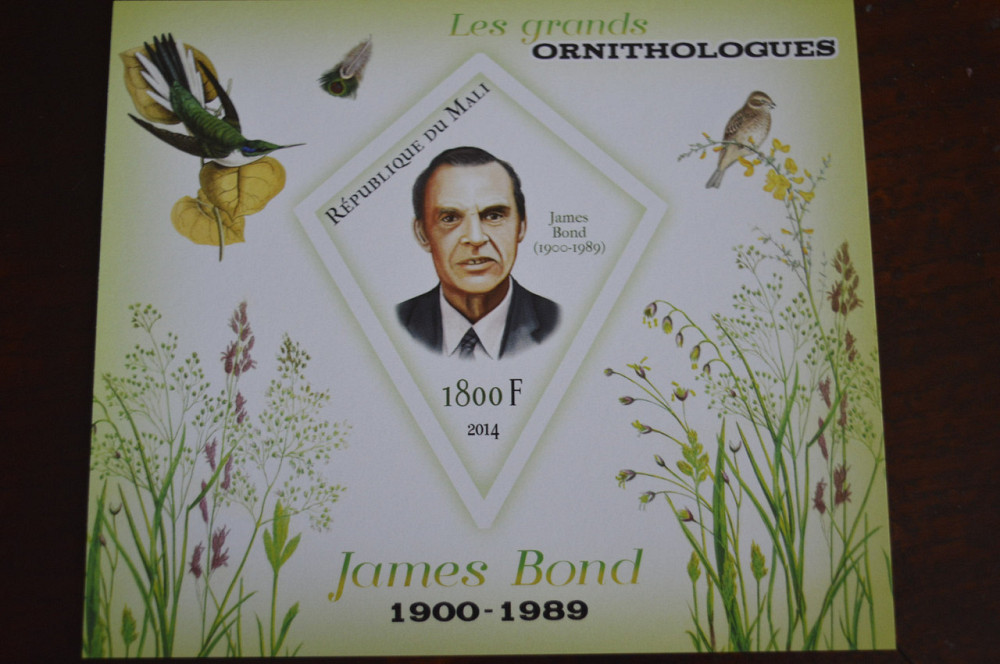 Les grands
ORNITHOLOGUES
RÉPUBLIQUE DU MALI
James
Bond
(1900-1989)
1800 F
2014
James Bond
1900-1989